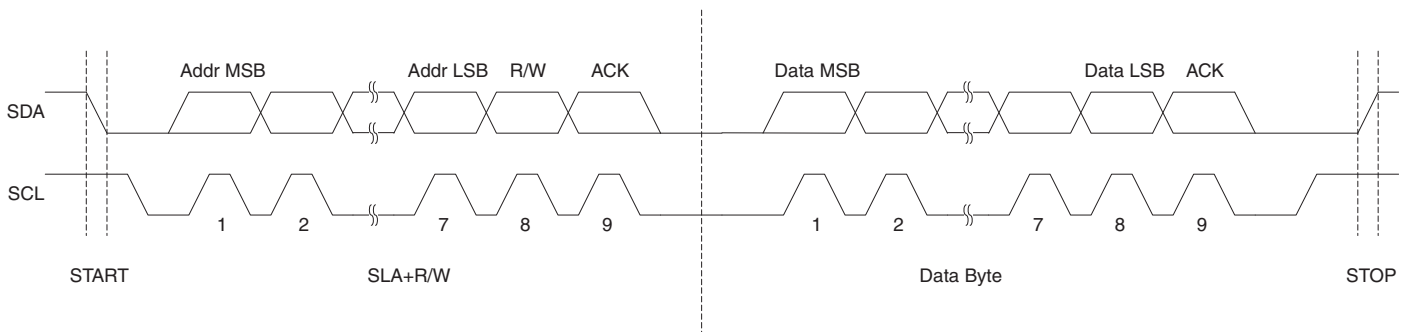 Addr MSB Addr LSB R/W ACK Data MSB Data LSB ACK
SDA
SCL
1 2 7 8 9 1 2 7 8 9
START SLA+R/W Data Byte STOP